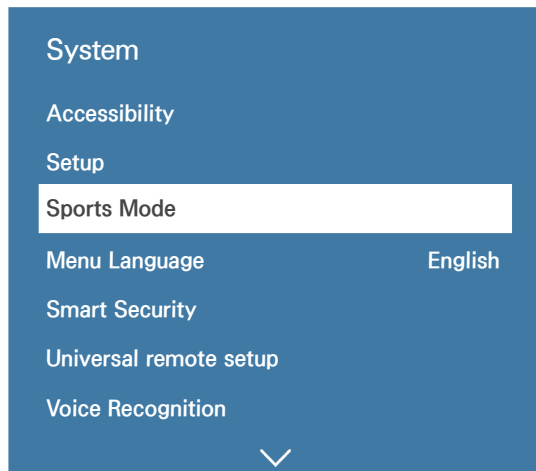 System
Accessibility
Setup
Sports Mode
Menu Language English
Smart Security
Universal remote setup
Voice Recognition